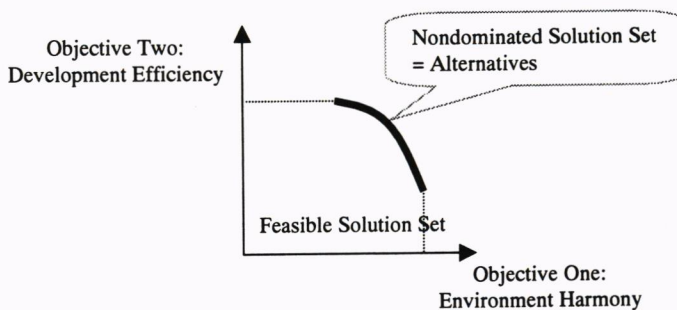 Objective Two:
Development Efficiency
Nondominated Solution Set
= Alternatives
Feasible Solution Set
Objective One:
Environment Harmony